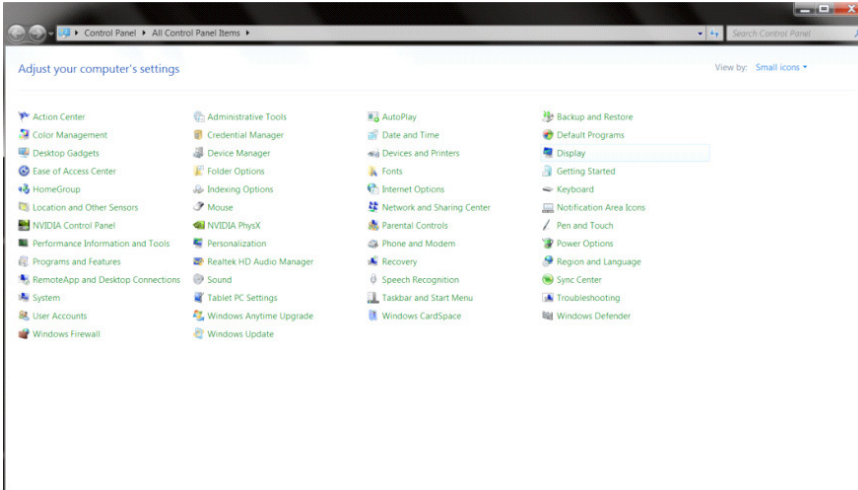 Control Panel All Control Panel Items Search Control Panel
Adjust your computer's settings View by: Small icons
Action Center Administrative Tools AutoPlay Backup and Restore
Color Management Credential Manager Date and Time Default Programs
Desktop Gadgets Device Manager Devices and Printers Display
Ease of Access Center Folder Options Fonts Getting Started
HomeGroup Indexing Options Internet Options Keyboard
Location and Other Sensors Mouse Network and Sharing Center Notification Area Icons
NVIDIA Control Panel NVIDIA PhysX Parental Controls Pen and Touch
Performance Information and Tools Personalization Phone and Modem Power Options
Programs and Features Realtek HD Audio Manager Recovery Region and Language
RemoteApp and Desktop Connections Sound Speech Recognition Sync Center
System Tablet PC Settings Taskbar and Start Menu Troubleshooting
User Accounts Windows Anytime Upgrade Windows CardSpace Windows Defender
Windows Firewall Windows Update